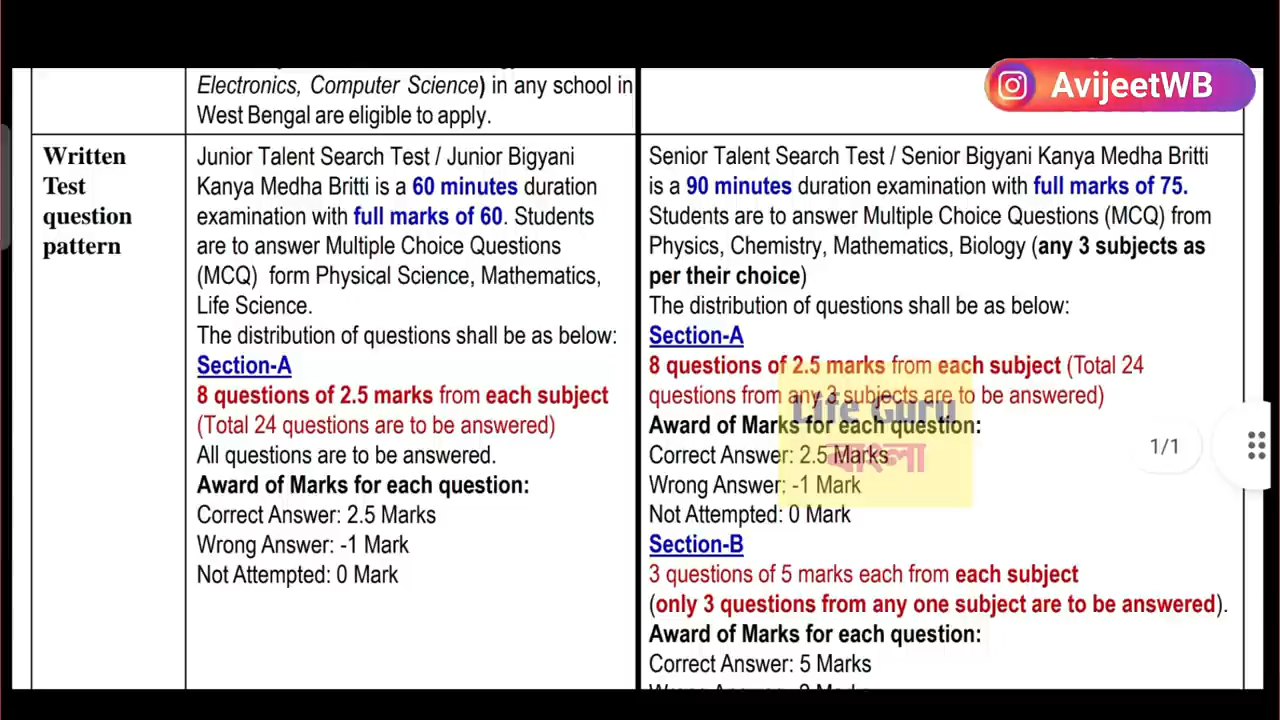 Electronics, Computer Science) in any school in
West Bengal are eligible to apply.
AvijeetWB
Written
Test
question
pattern
Junior Talent Search Test / Junior Bigyani
Kanya Medha Britti is a 60 minutes duration
examination with full marks of 60. Students
are to answer Multiple Choice Questions
(MCQ) form Physical Science, Mathematics,
Life Science.
The distribution of questions shall be as below:
Section-A
8 questions of 2.5 marks from each subject
(Total 24 questions are to be answered)
All questions are to be answered.
Award of Marks for each question:
Correct Answer: 2.5 Marks
Wrong Answer: -1 Mark
Not Attempted: 0 Mark
Senior Talent Search Test / Senior Bigyani Kanya Medha Britti
is a 90 minutes duration examination with full marks of 75.
Students are to answer Multiple Choice Questions (MCQ) from
Physics, Chemistry, Mathematics, Biology (any 3 subjects as
per their choice)
The distribution of questions shall be as below:
Section-A
8 questions of 2.5 marks from each subject (Total 24
questions from any 3 subjects are to be answered)
Award of Marks for each question:
Correct Answer: 2.5 Marks
Wrong Answer: -1 Mark
Not Attempted: 0 Mark
Section-B
3 questions of 5 marks each from each subject
(only 3 questions from any one subject are to be answered).
Award of Marks for each question:
Correct Answer: 5 Marks
Life Guru
বাংলা
1/1